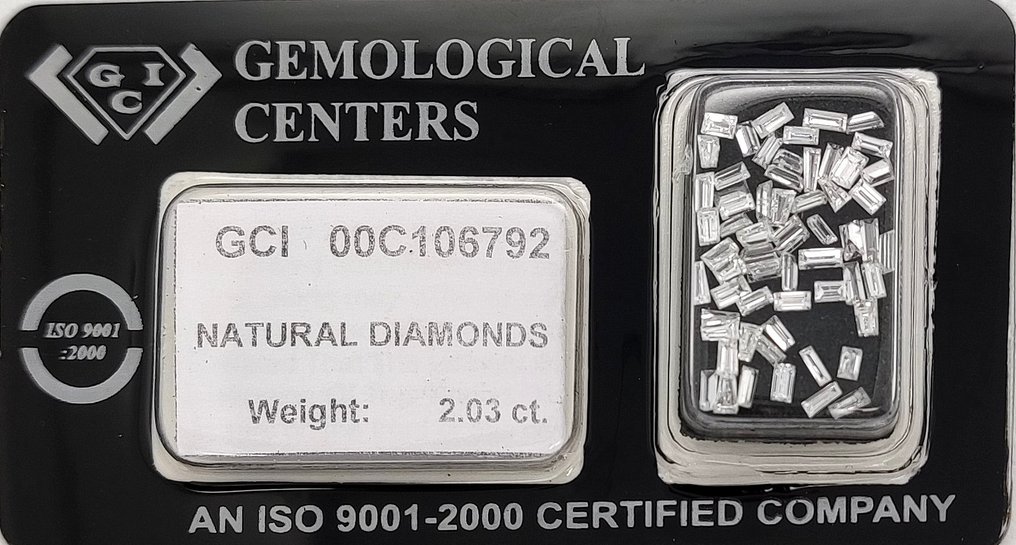 G I
C
GEMOLOGICAL
CENTERS
GCI 00C106792
NATURAL DIAMONDS
Weight: 2.03 ct.
ISO 9001
:2000
AN ISO 9001-2000 CERTIFIED COMPANY